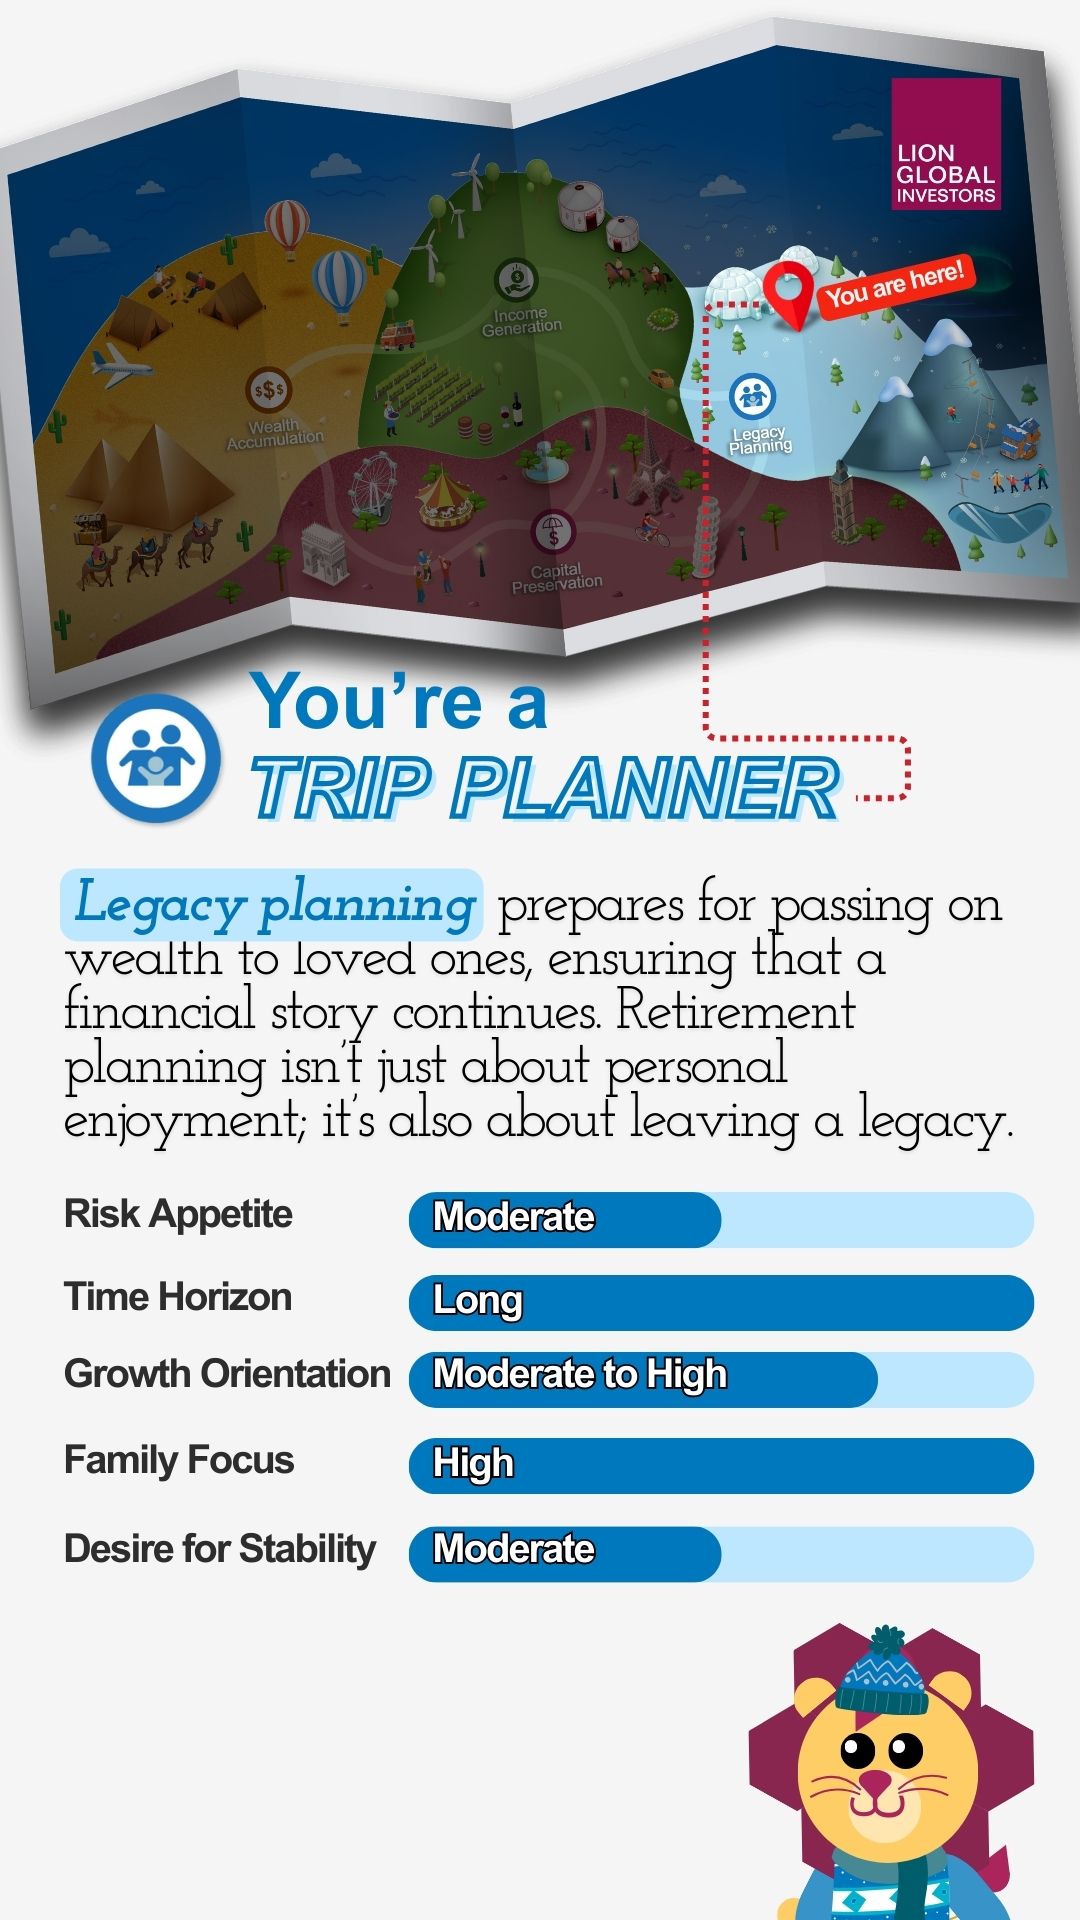 LION
GLOBAL
INVESTORS
You are here!
Income
Generation
$$$
Wealth
Accumulation
Legacy
Planning
$
Capital
Preservation
You're a
TRIP PLANNER
Legacy planning prepares for passing on
wealth to loved ones, ensuring that a
financial story continues. Retirement
planning isn't just about personal
enjoyment; it's also about leaving a legacy.
Risk Appetite Moderate
Time Horizon Long
Growth Orientation Moderate to High
Family Focus High
Desire for Stability Moderate